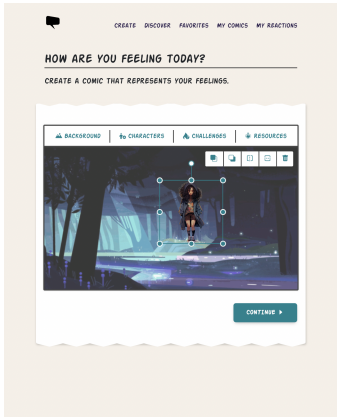 CREATE DISCOVER FAVORITES MY COMICS MY REACTIONS
HOW ARE YOU FEELING TODAY?
CREATE A COMIC THAT REPRESENTS YOUR FEELINGS.
BACKGROUND CHARACTERS CHALLENGES RESOURCES
CONTINUE